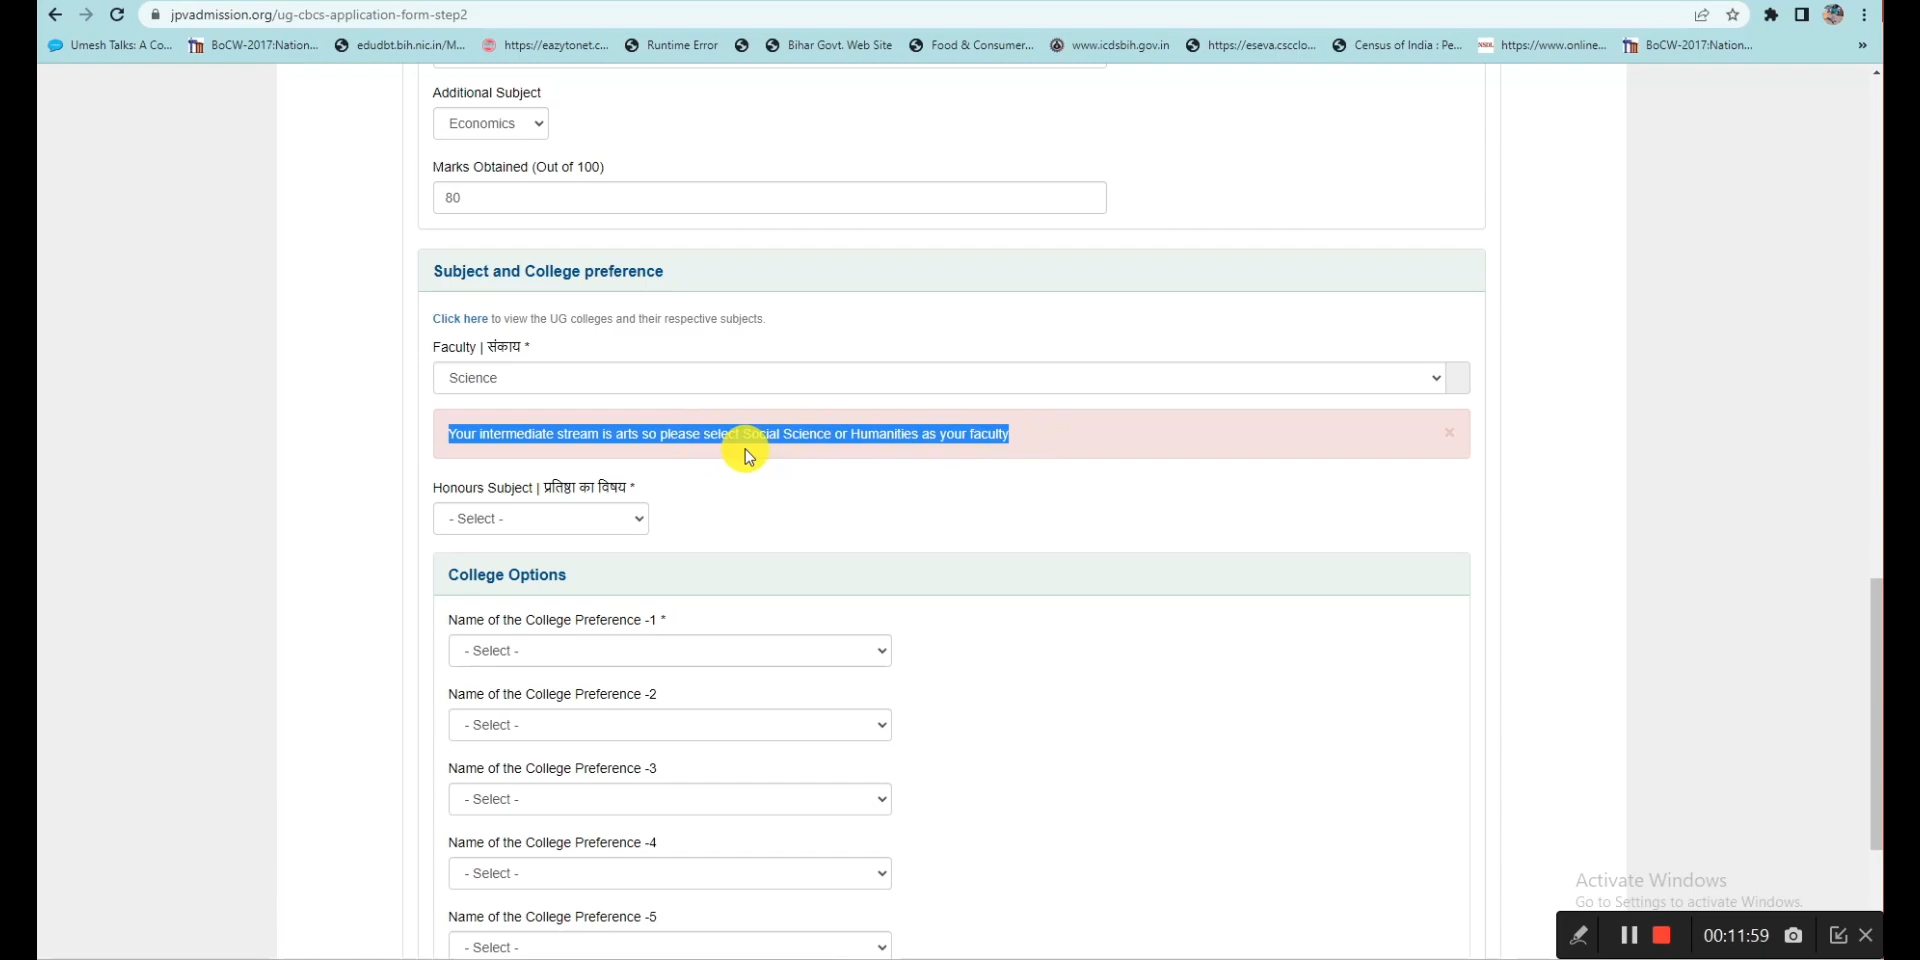 jpvadmission.org/ug-cbcs-application-form-step2
Umesh Talks: A Co... BoCW-2017:Nation... edudbt.bih.nic.in/M... https://eazytonet.c... Runtime Error Bihar Govt. Web Site Food & Consumer... www.icdsbih.gov.in https://eseva.cscclo... Census of India : Pe... NSDL https://www.online... BoCW-2017:Nation... »
Additional Subject
Economics
Marks Obtained (Out of 100)
80
Subject and College preference
Click here to view the UG colleges and their respective subjects.
Faculty | संकाय *
Science
Your intermediate stream is arts so please select Social Science or Humanities as your faculty ×
Honours Subject | प्रतिष्ठा का विषय *
- Select -
College Options
Name of the College Preference -1 *
- Select -
Name of the College Preference -2
- Select -
Name of the College Preference -3
- Select -
Name of the College Preference -4
- Select -
Name of the College Preference -5
- Select -
Activate Windows
Go to Settings to activate Windows.
00:11:59